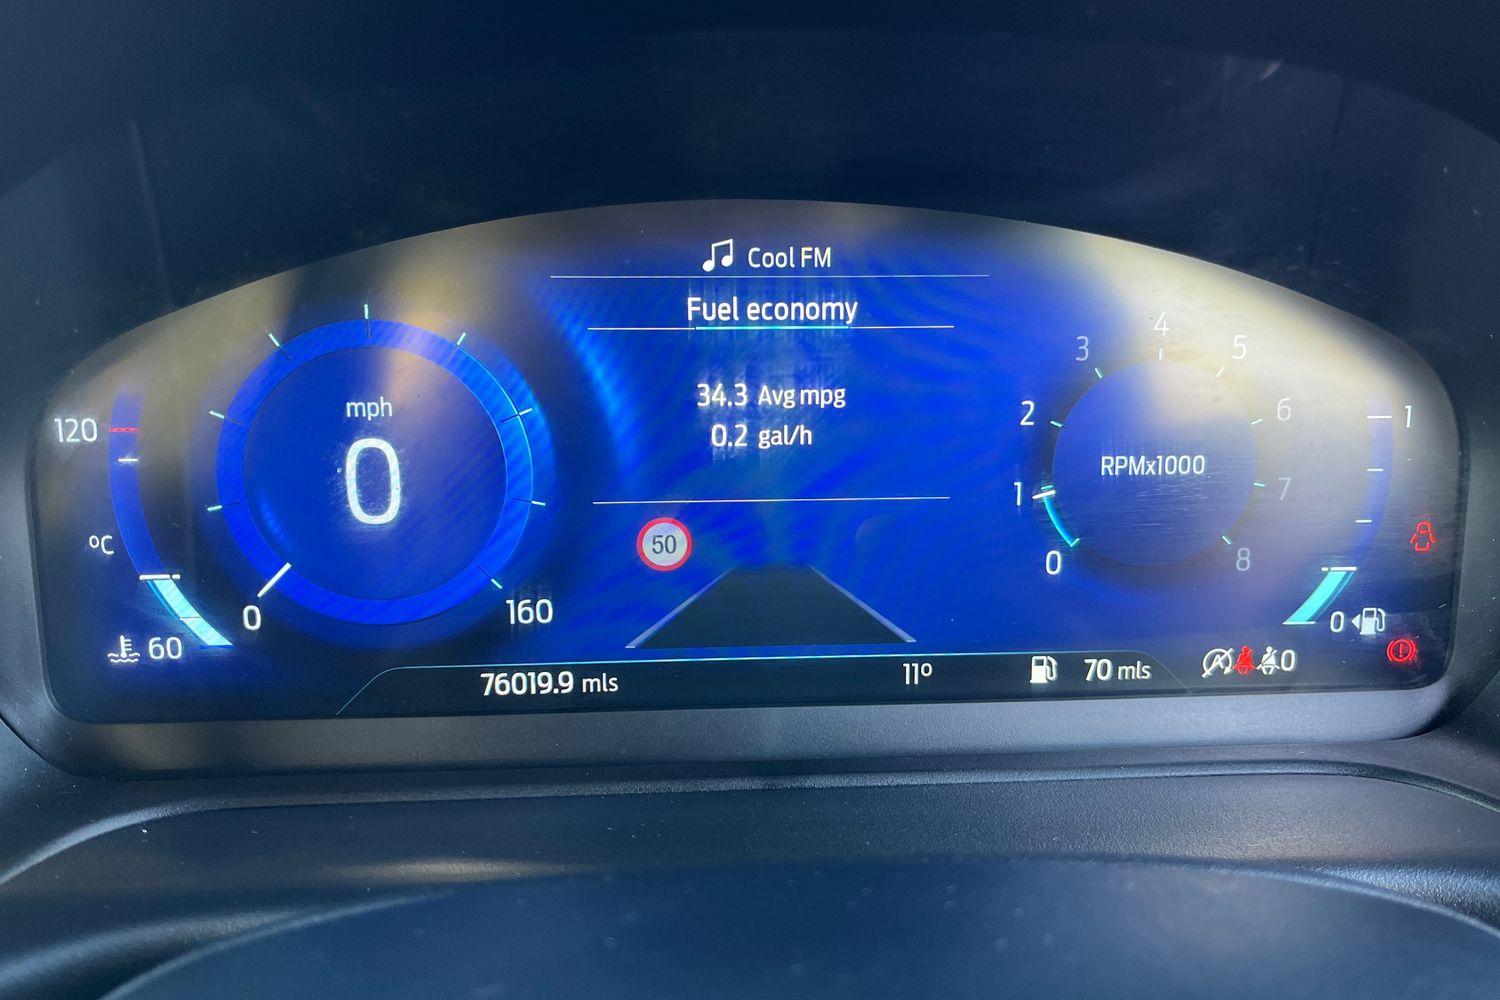 Cool FM
Fuel economy
34.3 Avg mpg
0.2 gal/h
50
120
°C
60
mph
0
0
160
RPMx1000
0
1
2
3
4
5
6
7
8
1
0
76019.9 mls
11°
70 mls
0